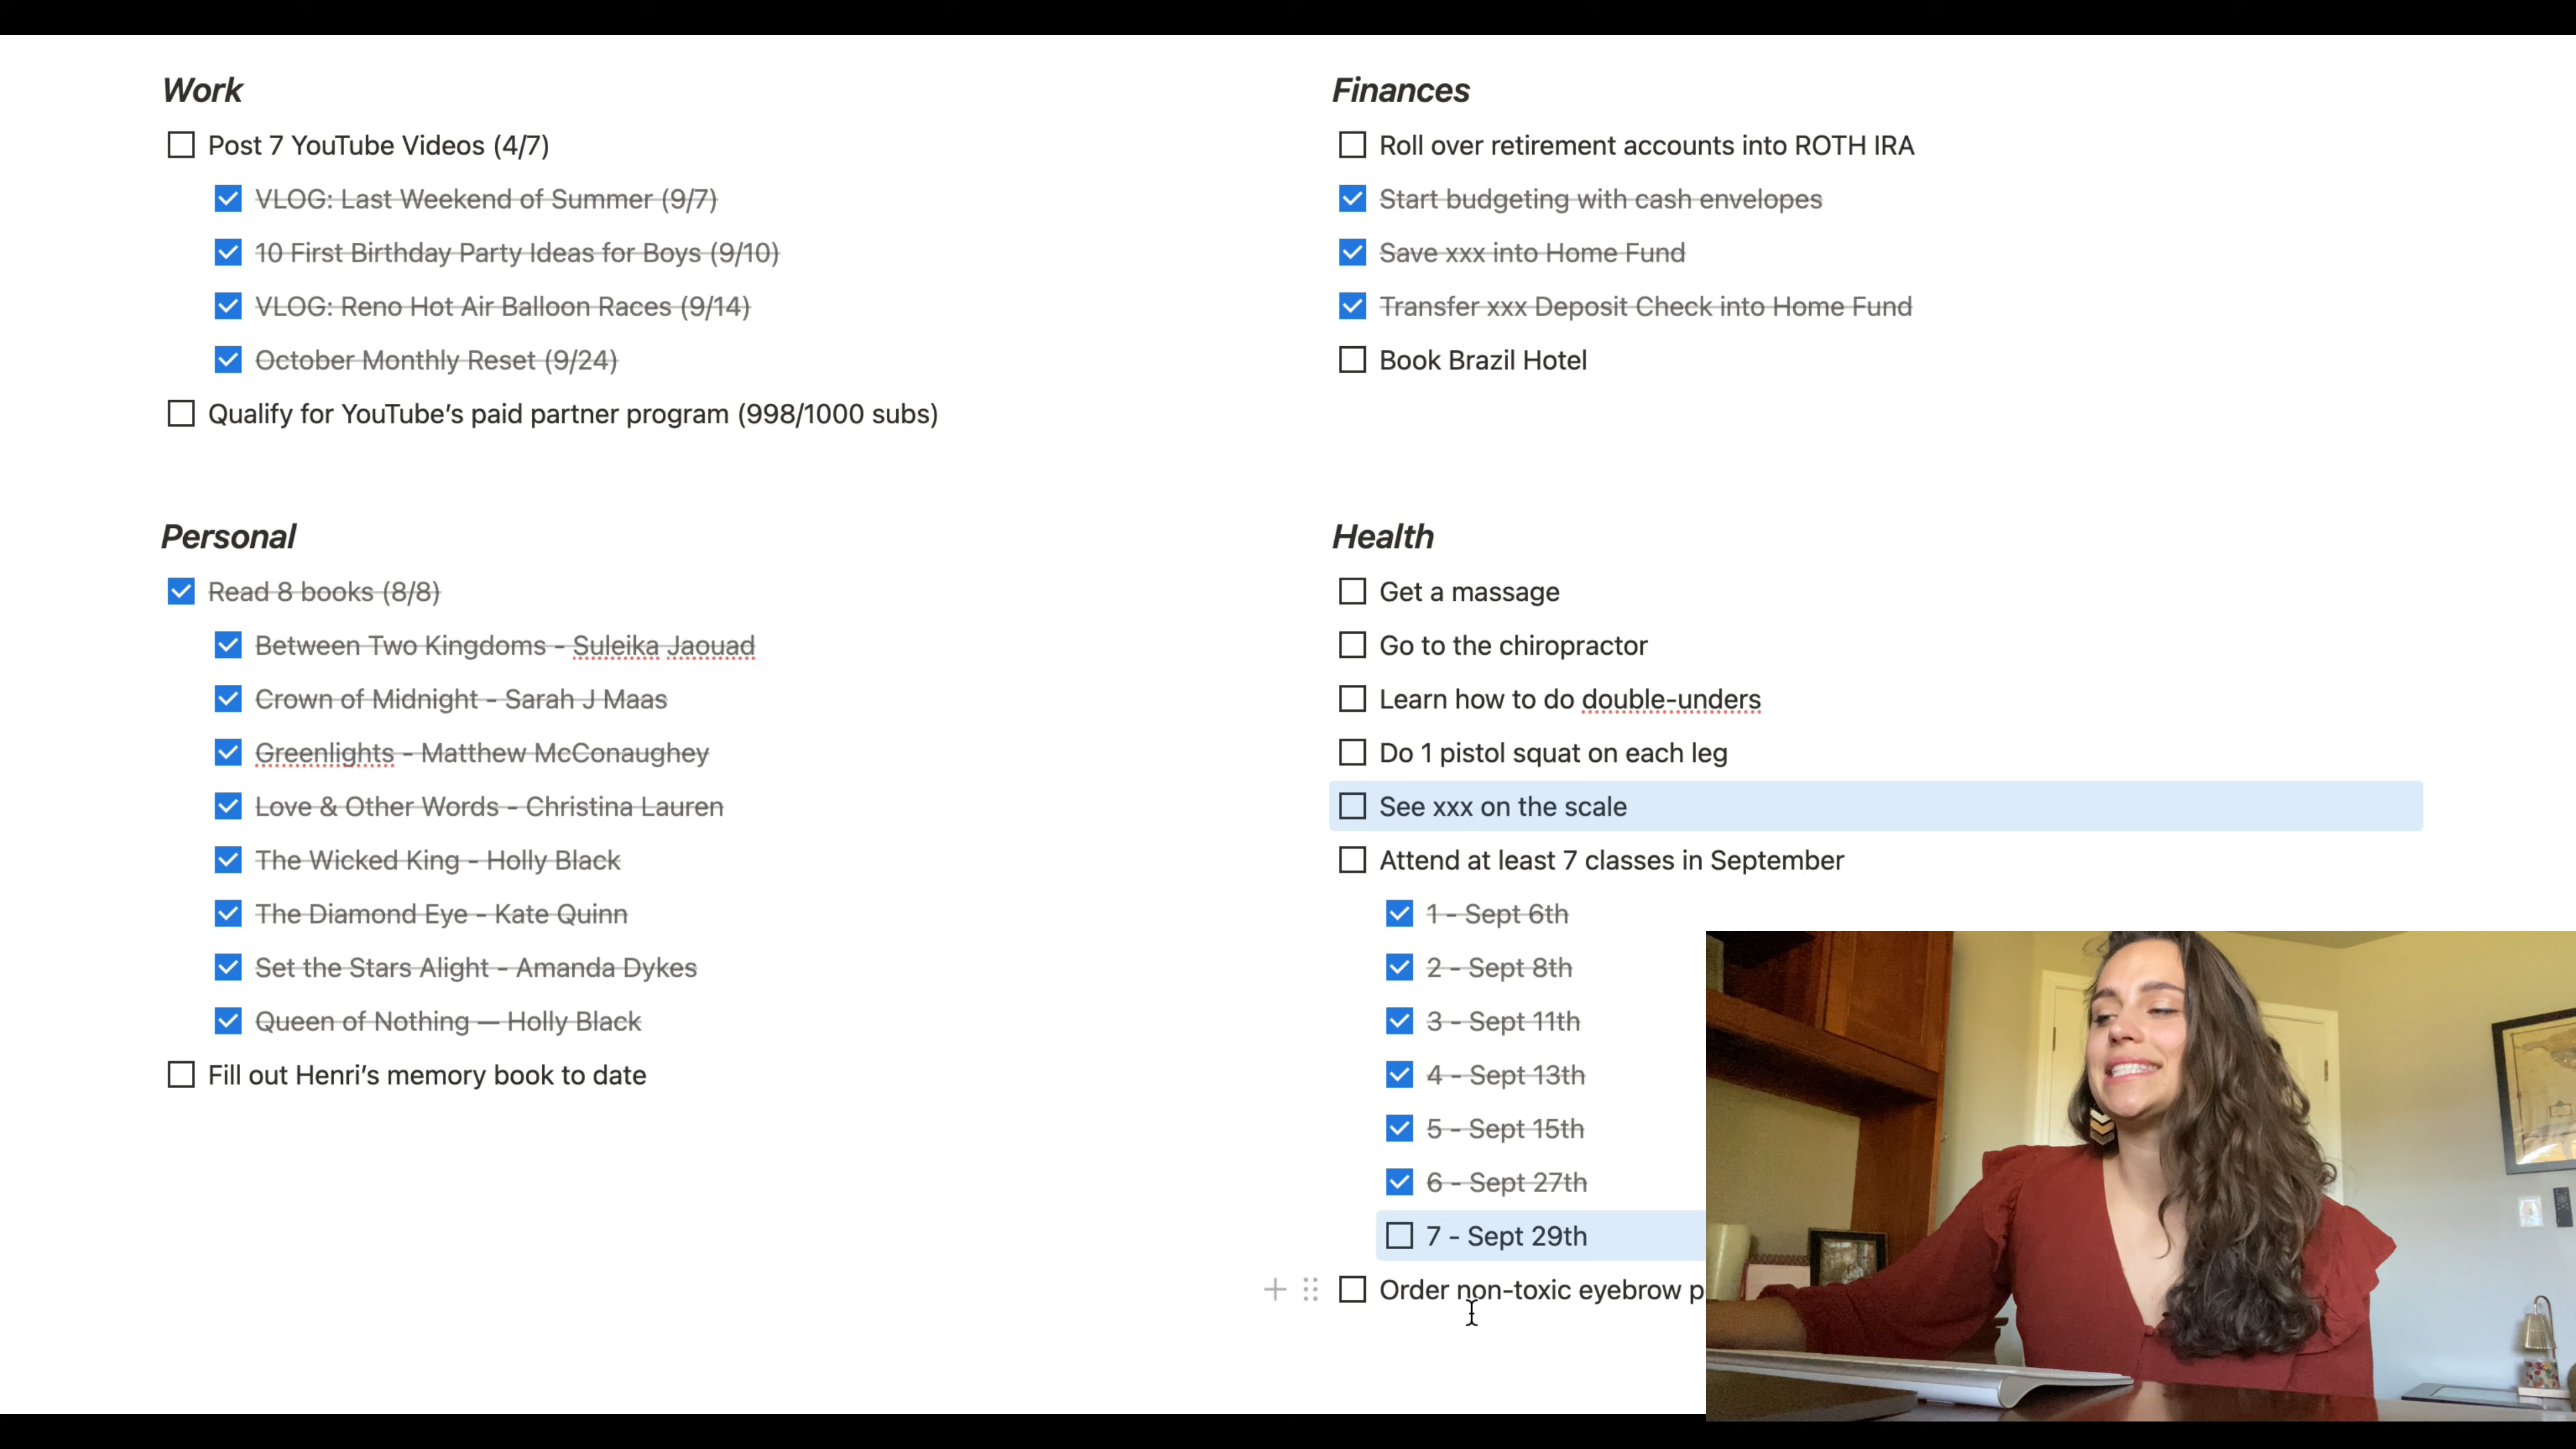 Work
Post 7 YouTube Videos (4/7)
VLOG: Last Weekend of Summer (9/7)
10 First Birthday Party Ideas for Boys (9/10)
VLOG: Reno Hot Air Balloon Races (9/14)
October Monthly Reset (9/24)
Qualify for YouTube’s paid partner program (998/1000 subs)
Finances
Roll over retirement accounts into ROTH IRA
Start budgeting with cash envelopes
Save xxx into Home Fund
Transfer xxx Deposit Check into Home Fund
Book Brazil Hotel
Personal
Read 8 books (8/8)
Between Two Kingdoms - Suleika Jaouad
Crown of Midnight - Sarah J Maas
Greenlights - Matthew McConaughey
Love & Other Words - Christina Lauren
The Wicked King - Holly Black
The Diamond Eye - Kate Quinn
Set the Stars Alight - Amanda Dykes
Queen of Nothing — Holly Black
Fill out Henri’s memory book to date
Health
Get a massage
Go to the chiropractor
Learn how to do double-unders
Do 1 pistol squat on each leg
See xxx on the scale
Attend at least 7 classes in September
1 - Sept 6th
2 - Sept 8th
3 - Sept 11th
4 - Sept 13th
5 - Sept 15th
6 - Sept 27th
7 - Sept 29th
Order non-toxic eyebrow